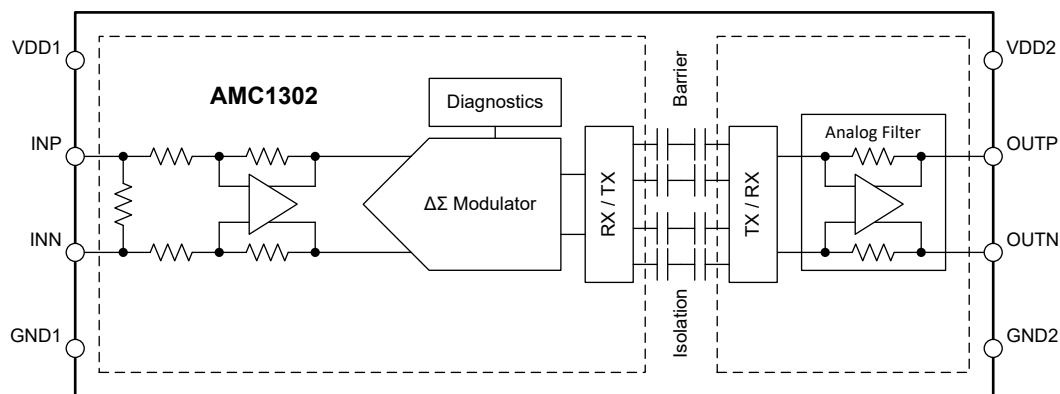 VDD1
VDD2
AMC1302
Diagnostics
Barrier
INP
Analog Filter
OUTP
ΔΣ Modulator
RX / TX
TX / RX
INN
OUTN
Isolation
GND1
GND2